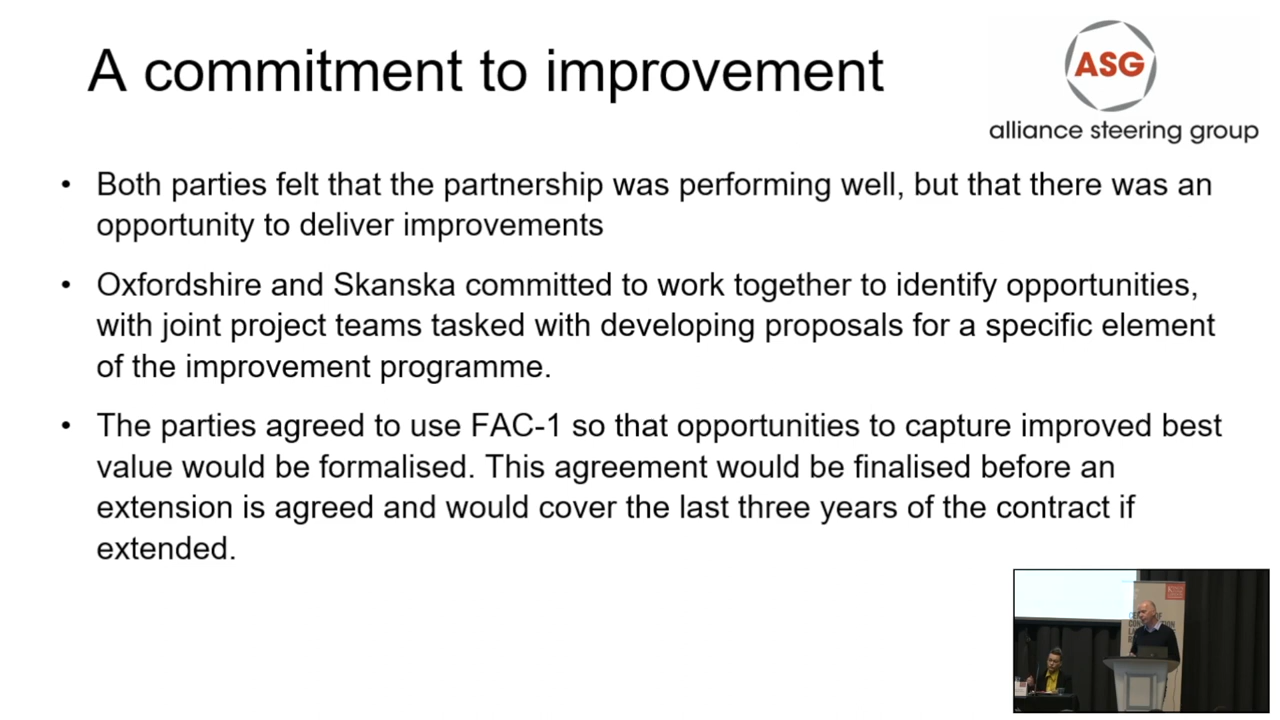 A commitment to improvement
ASG
alliance steering group
• Both parties felt that the partnership was performing well, but that there was an
opportunity to deliver improvements
• Oxfordshire and Skanska committed to work together to identify opportunities,
with joint project teams tasked with developing proposals for a specific element
of the improvement programme.
• The parties agreed to use FAC-1 so that opportunities to capture improved best
value would be formalised. This agreement would be finalised before an
extension is agreed and would cover the last three years of the contract if
extended.